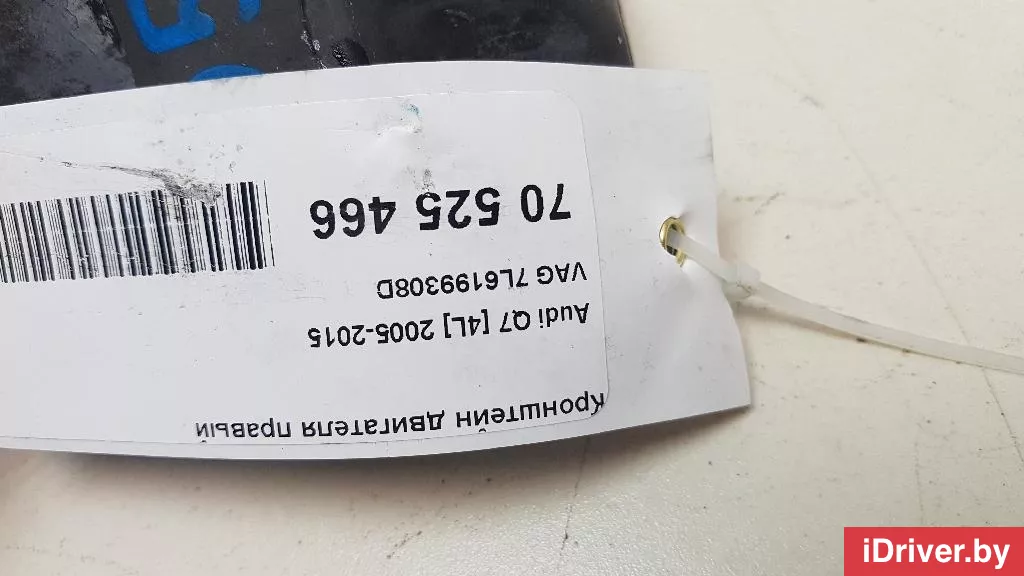 Кронштейн двигателя правый
Audi Q7 [4L] 2005-2015
VAG 7L6199308D
70 525 466
iDriver.by